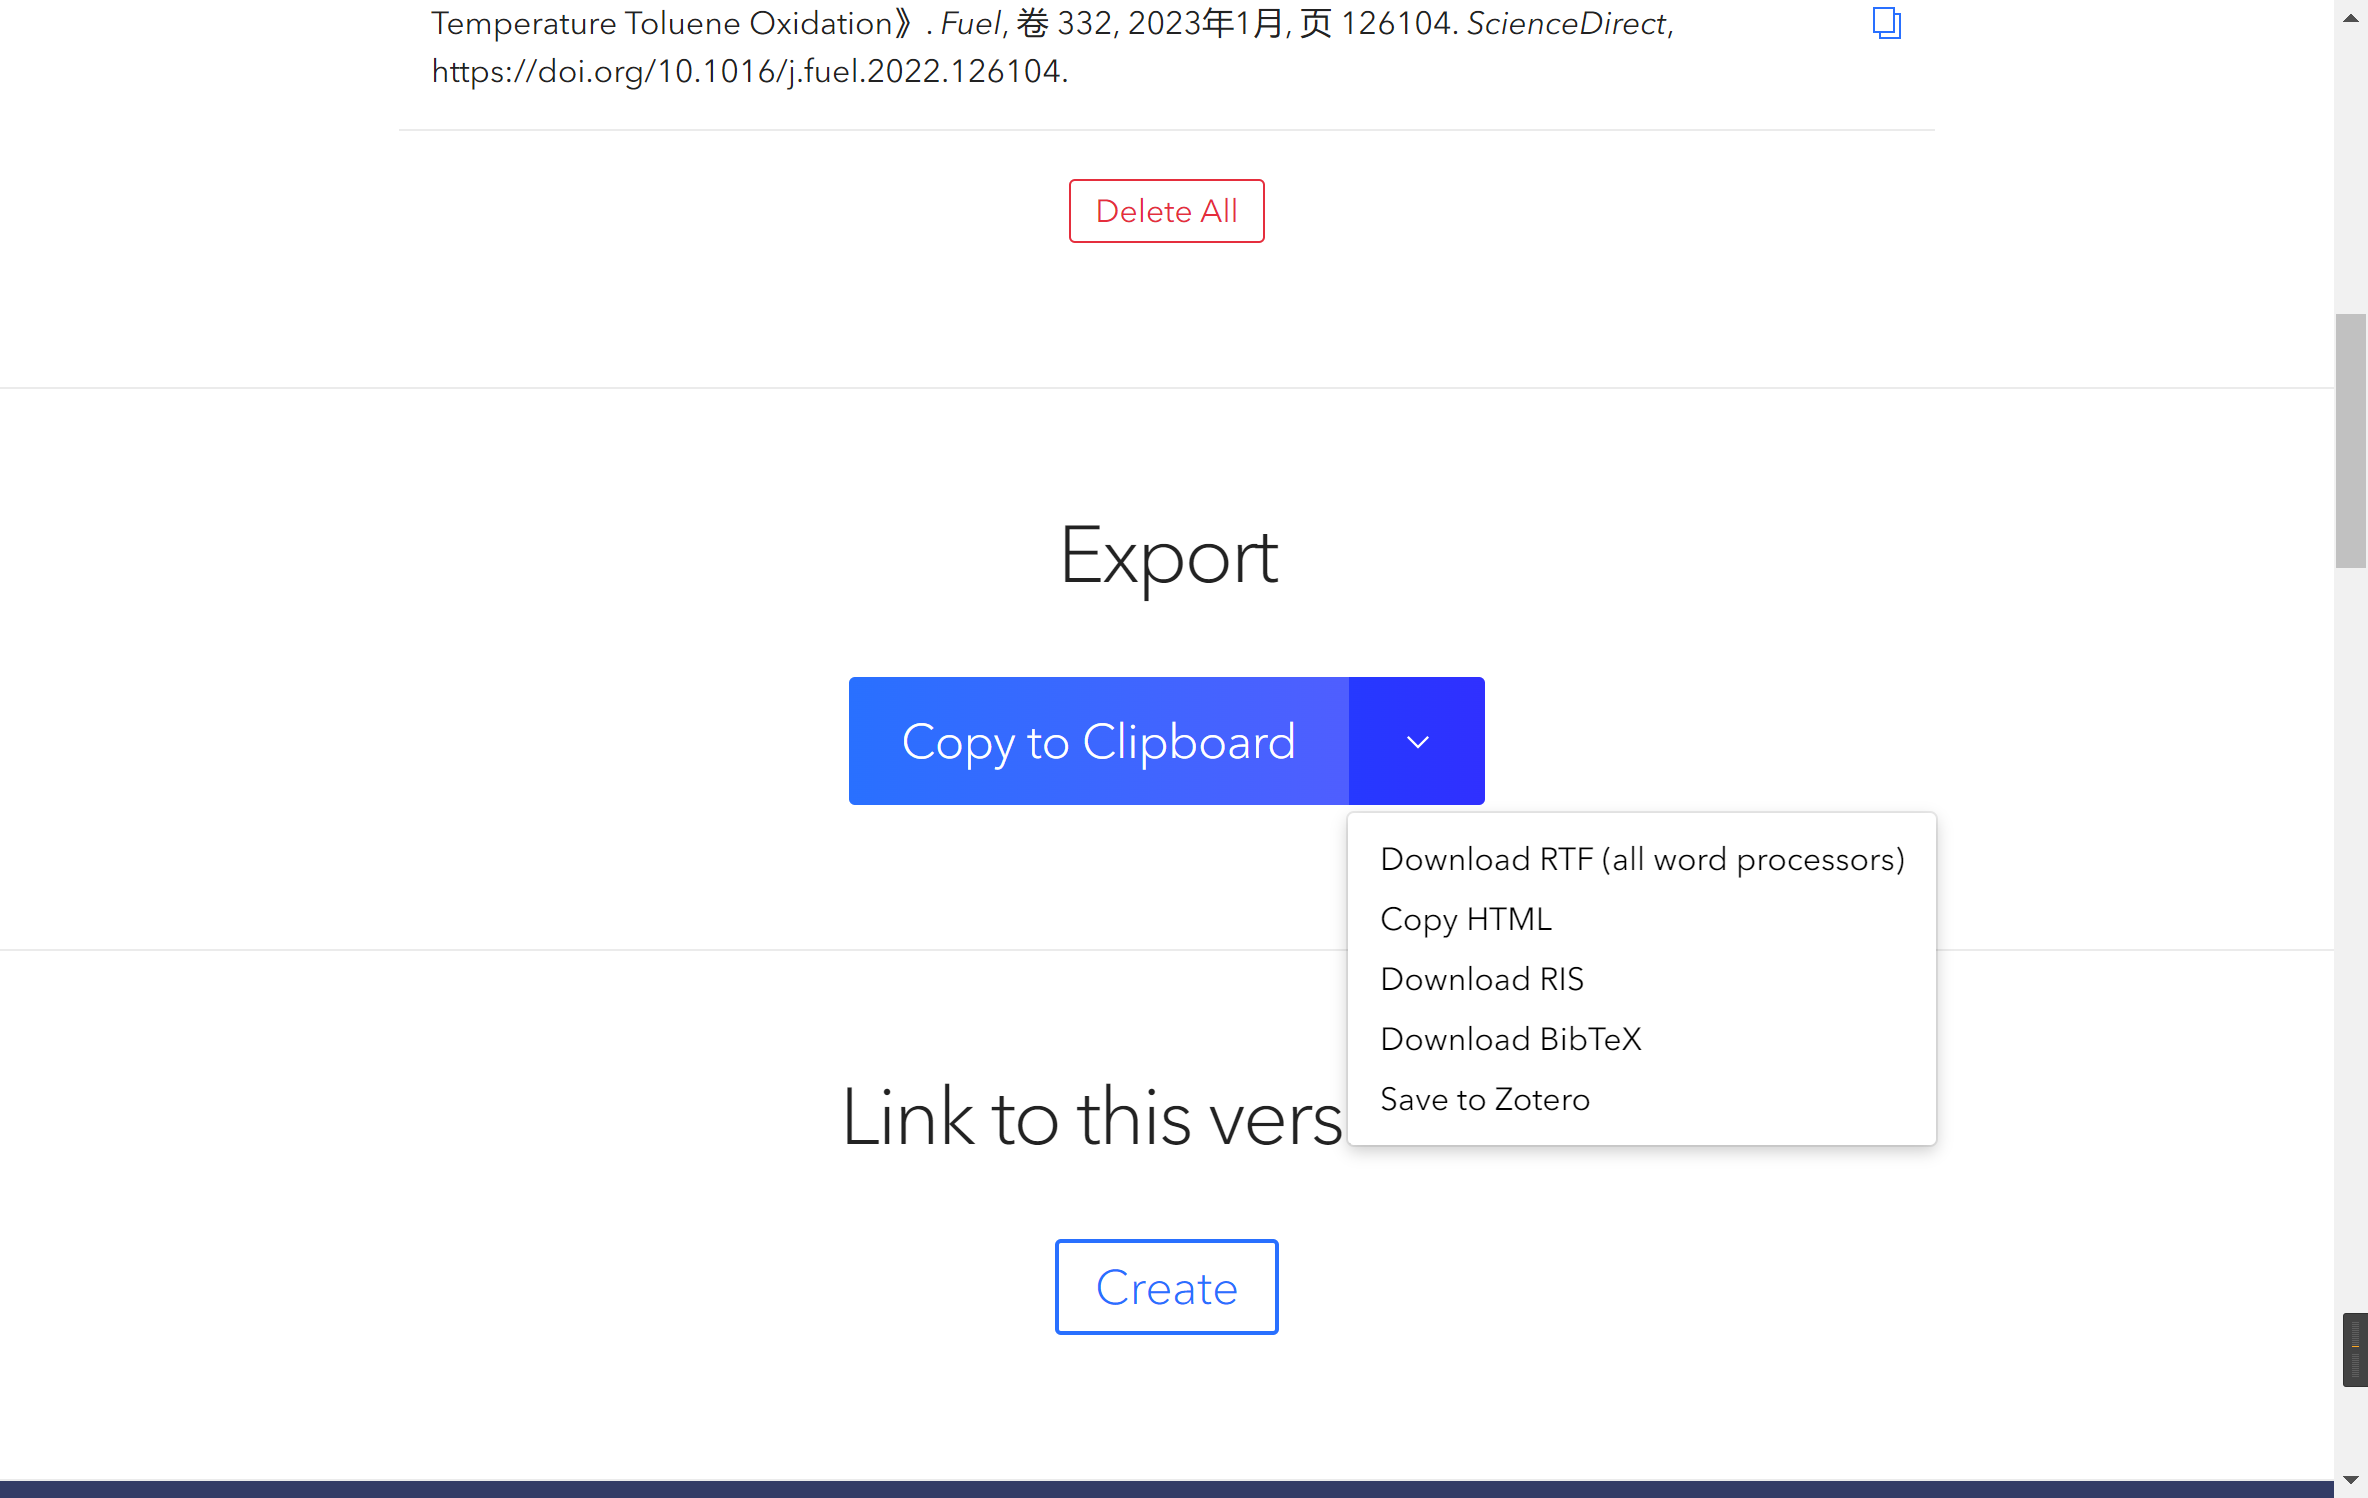 Temperature Toluene Oxidation》. Fuel, 卷 332, 2023年1月, 页 126104. ScienceDirect,
https://doi.org/10.1016/j.fuel.2022.126104.
Delete All
Export
Copy to Clipboard
Download RTF (all word processors)
Copy HTML
Download RIS
Download BibTeX
Save to Zotero
Link to this vers
Create